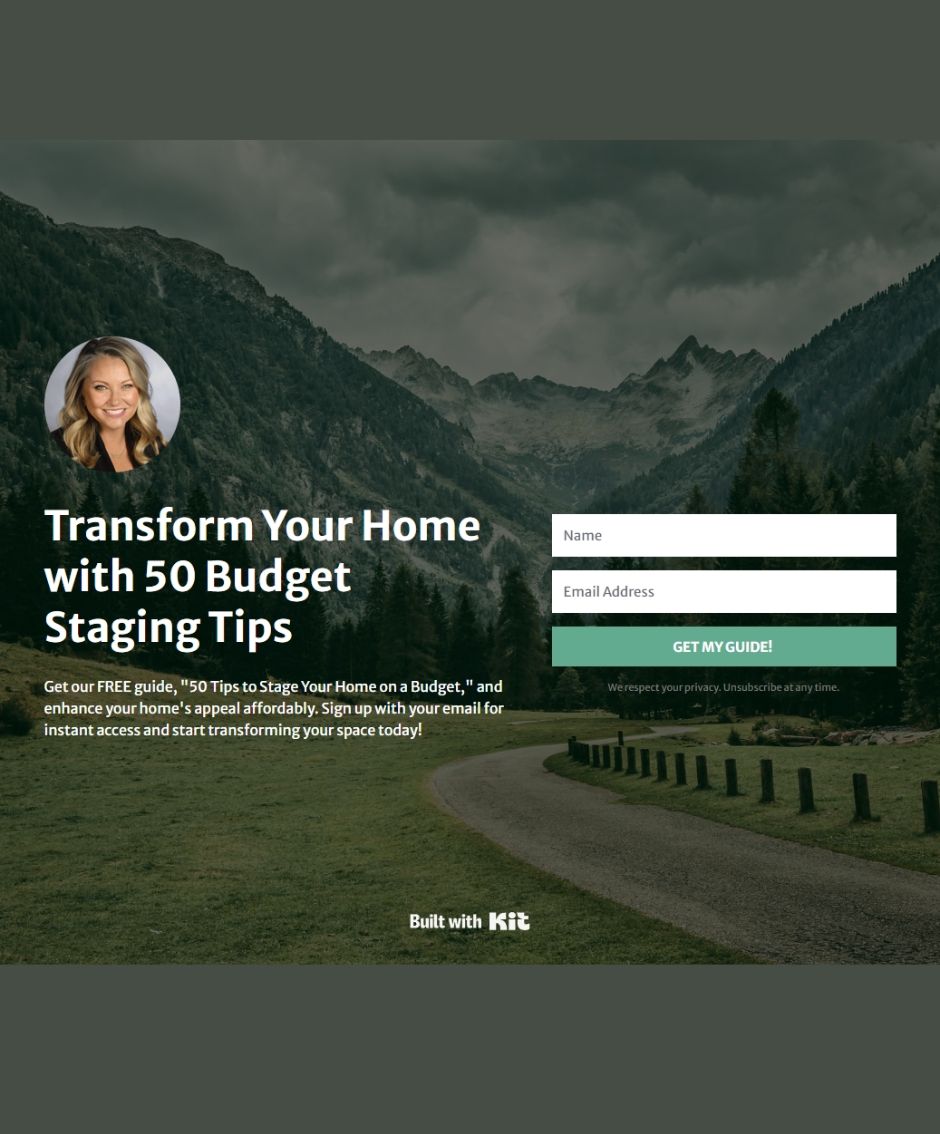 Transform Your Home
with 50 Budget
Staging Tips
Get our FREE guide, "50 Tips to Stage Your Home on a Budget," and
enhance your home's appeal affordably. Sign up with your email for
instant access and start transforming your space today!
Name
Email Address
GET MY GUIDE!
We respect your privacy. Unsubscribe at any time.
Built with Kit